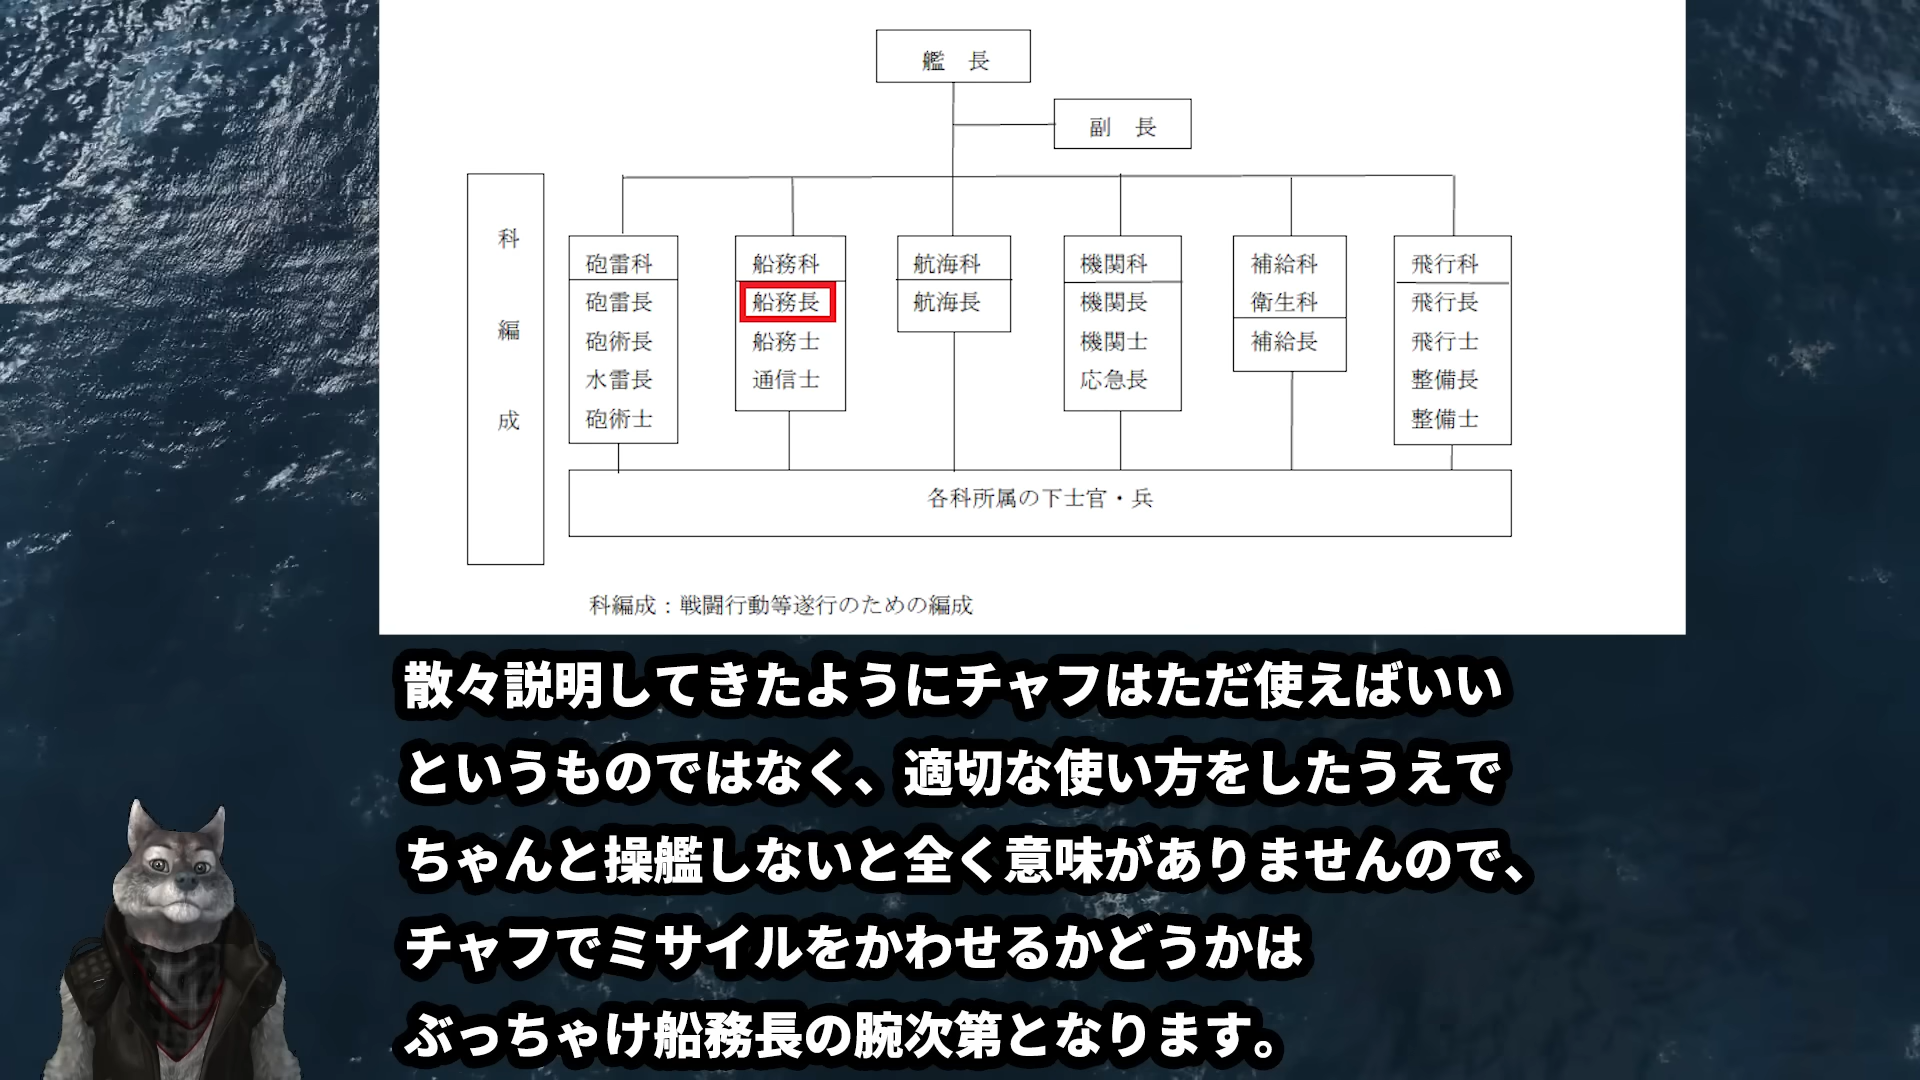 艦 長
副 長
科編成
砲雷科
砲雷長
砲術長
水雷長
砲術士
船務科
船務長
船務士
通信士
航海科
航海長
機関科
機関長
機関士
応急長
補給科
衛生科
補給長
飛行科
飛行長
飛行士
整備長
整備士
各科所属の下士官・兵
科編成：戦闘行動等遂行のための編成
散々説明してきたようにチャフはただ使えばいい
というものではなく、適切な使い方をしたうえで
ちゃんと操艦しないと全く意味がありませんので、
チャフでミサイルをかわせるかどうかは
ぶっちゃけ船務長の腕次第となります。